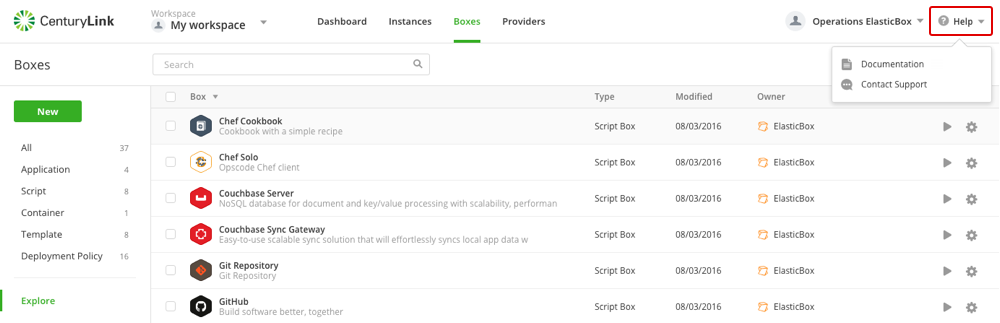 CenturyLink
Workspace
My workspace
Dashboard Instances Boxes Providers
Operations ElasticBox
Help
Documentation
Contact Support
Boxes
Search
New
All 37
Application 4
Script 8
Container 1
Template 8
Deployment Policy 16
Explore
Box Type Modified Owner
Chef Cookbook
Cookbook with a simple recipe
Script Box 08/03/2016 ElasticBox
Chef Solo
Opscode Chef client
Script Box 08/03/2016 ElasticBox
Couchbase Server
NoSQL database for document and key/value processing with scalability, performan
Script Box 08/03/2016 ElasticBox
Couchbase Sync Gateway
Easy-to-use scalable sync solution that will effortlessly syncs local app data w
Script Box 08/03/2016 ElasticBox
Git Repository
Git Repository
Script Box 08/03/2016 ElasticBox
GitHub
Build software better, together
Script Box 08/03/2016 ElasticBox